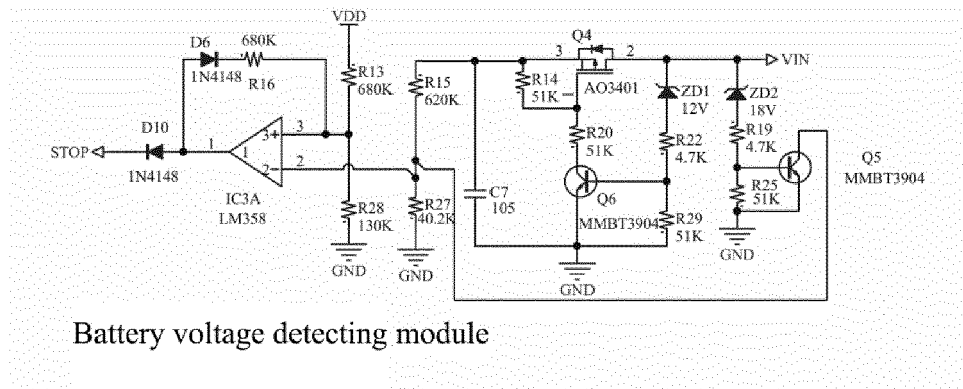 VDD
D6
680K
1N4148
R16
R13
680K
R15
620K
Q4
3
2
VIN
R14
51K
1
AO3401
ZD1
12V
ZD2
18V
D10
STOP
1
1
3+
3
2-
2
1N4148
IC3A
LM358
R20
51K
R22
4.7K
R19
4.7K
Q5
MMBT3904
R28
130K
R27
40.2K
C7
105
Q6
MMBT3904
R29
51K
R25
51K
GND
GND
GND
GND
Battery voltage detecting module